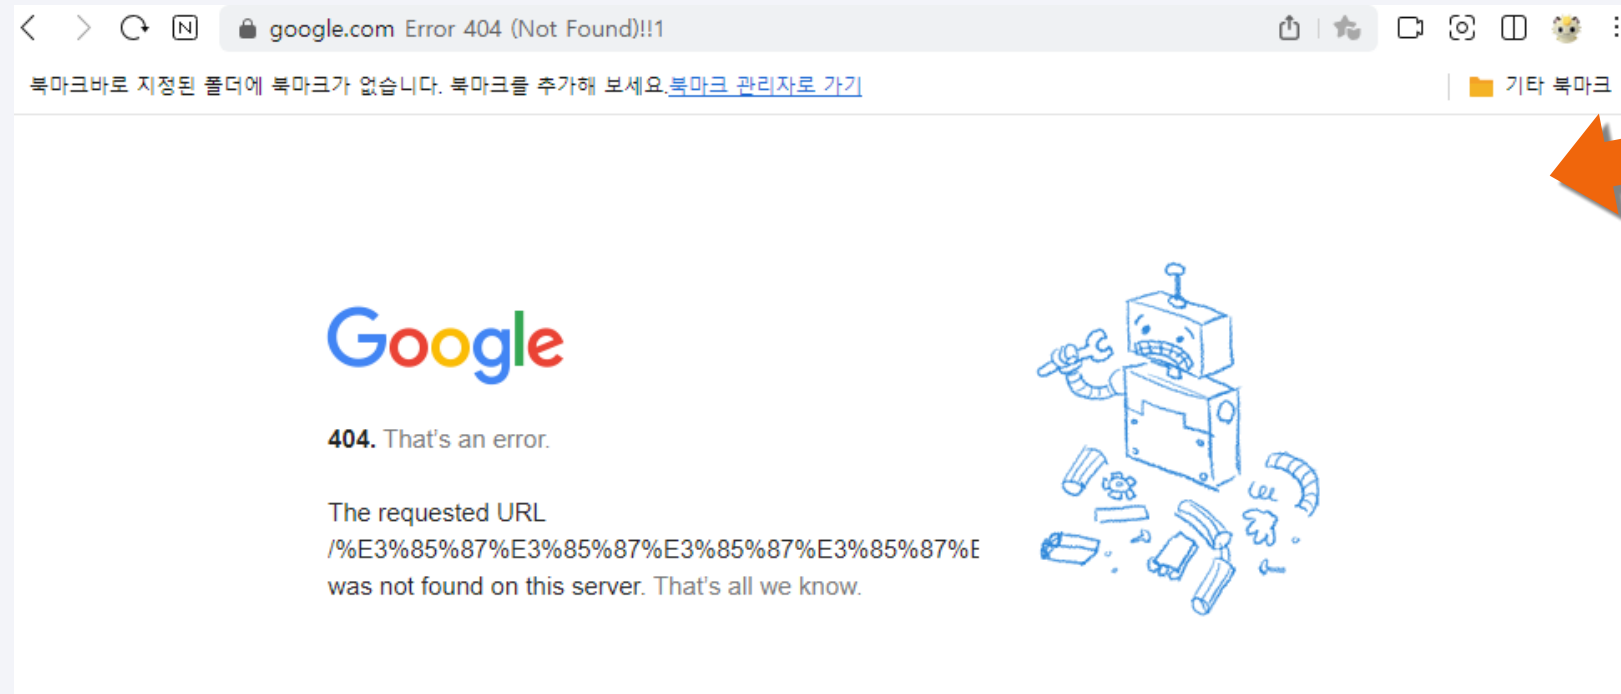 google.com Error 404 (Not Found)!!1
북마크바로 지정된 폴더에 북마크가 없습니다. 북마크를 추가해 보세요.북마크 관리자로 가기
기타 북마크
Google
404. That's an error.
The requested URL
/%E3%85%87%E3%85%87%E3%85%87%E3%85%87%E
was not found on this server. That's all we know.